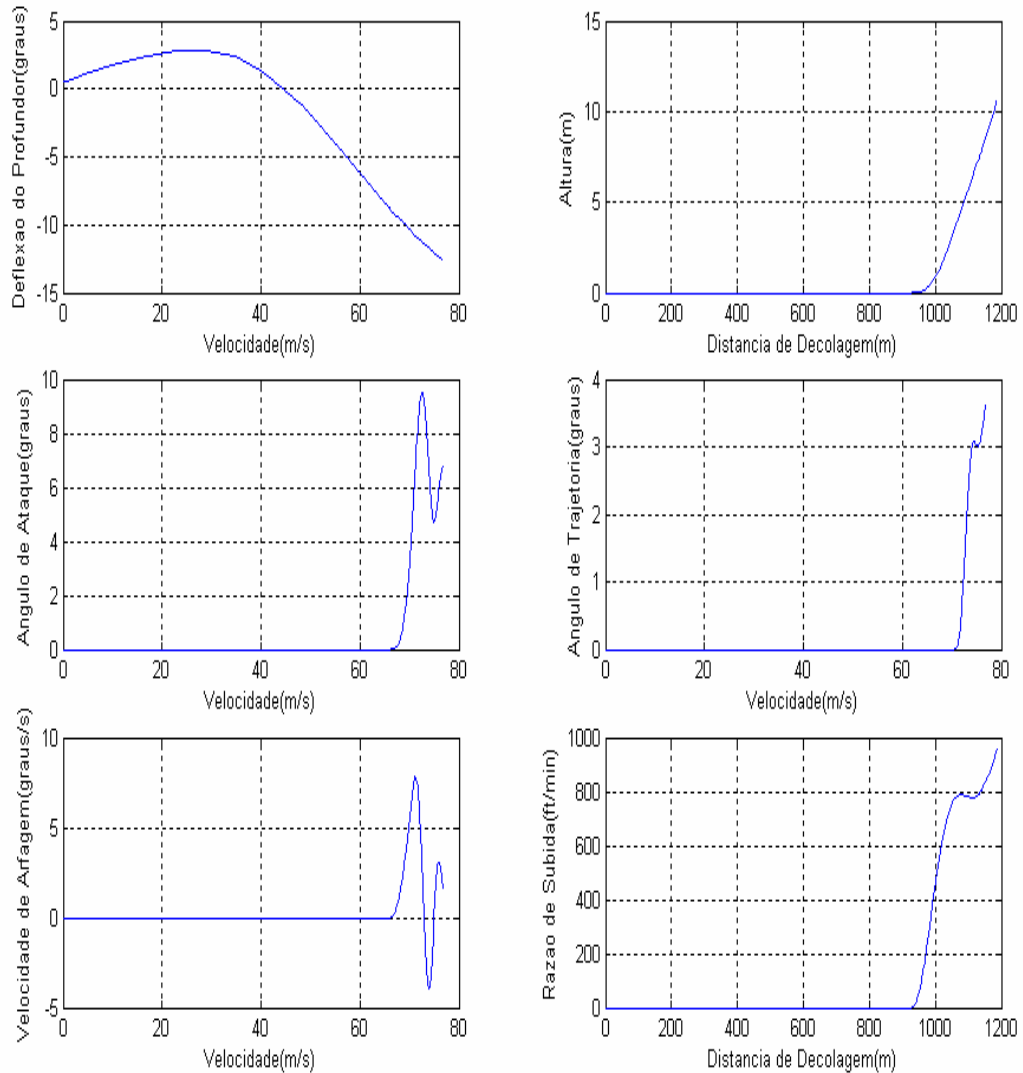 Deflexao do Profundor(graus)
5
0
-5
-10
-15
0 20 40 60 80
Velocidade(m/s)
Altura(m)
15
10
5
0
0 200 400 600 800 1000 1200
Distancia de Decolagem(m)
Angulo de Ataque(graus)
10
8
6
4
2
0
0 20 40 60 80
Velocidade(m/s)
Angulo de Trajetoria(graus)
4
3
2
1
0
0 20 40 60 80
Velocidade(m/s)
Velocidade de Arfagem(graus/s)
10
5
0
-5
0 20 40 60 80
Velocidade(m/s)
Razao de Subida(ft/min)
1000
800
600
400
200
0
0 200 400 600 800 1000 1200
Distancia de Decolagem(m)